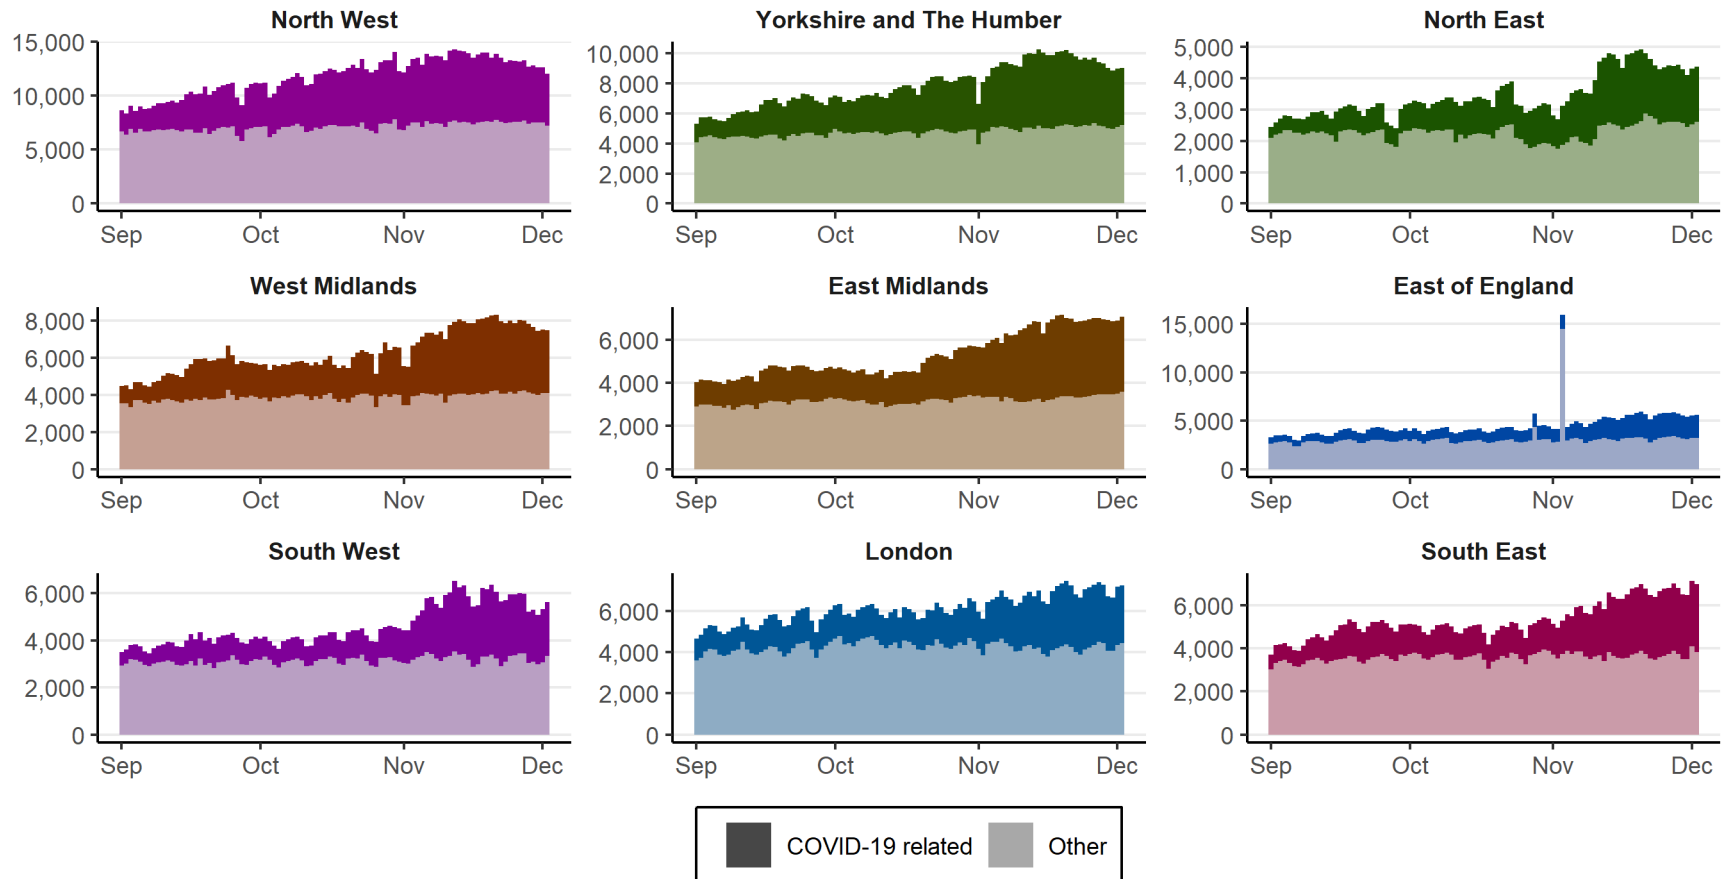 North West
Yorkshire and The Humber
North East
15,000
10,000
5,000
0
Sep Oct Nov Dec
10,000
8,000
6,000
4,000
2,000
0
Sep Oct Nov Dec
5,000
4,000
3,000
2,000
1,000
0
Sep Oct Nov Dec
West Midlands
East Midlands
East of England
8,000
6,000
4,000
2,000
0
Sep Oct Nov Dec
6,000
4,000
2,000
0
Sep Oct Nov Dec
15,000
10,000
5,000
0
Sep Oct Nov Dec
South West
London
South East
6,000
4,000
2,000
0
Sep Oct Nov Dec
6,000
4,000
2,000
0
Sep Oct Nov Dec
6,000
4,000
2,000
0
Sep Oct Nov Dec
COVID-19 related Other